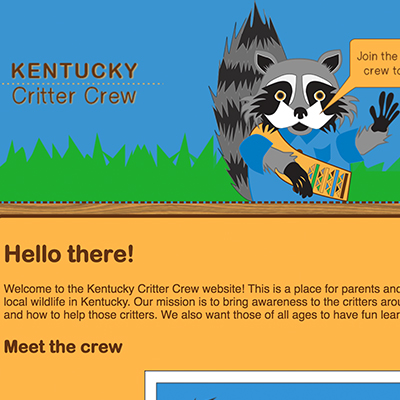 KENTUCKY
Critter Crew
Join the
crew to
Hello there!
Welcome to the Kentucky Critter Crew website! This is a place for parents and
local wildlife in Kentucky. Our mission is to bring awareness to the critters
and how to help those critters. We also want those of all ages to have fun
Meet the crew